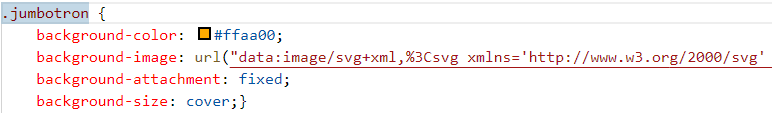 .jumbotron {
background-color: #ffaa00;
background-image: url("data:image/svg+xml,%3Csvg xmlns='http://www.w3.org/2000/svg'
background-attachment: fixed;
background-size: cover;}